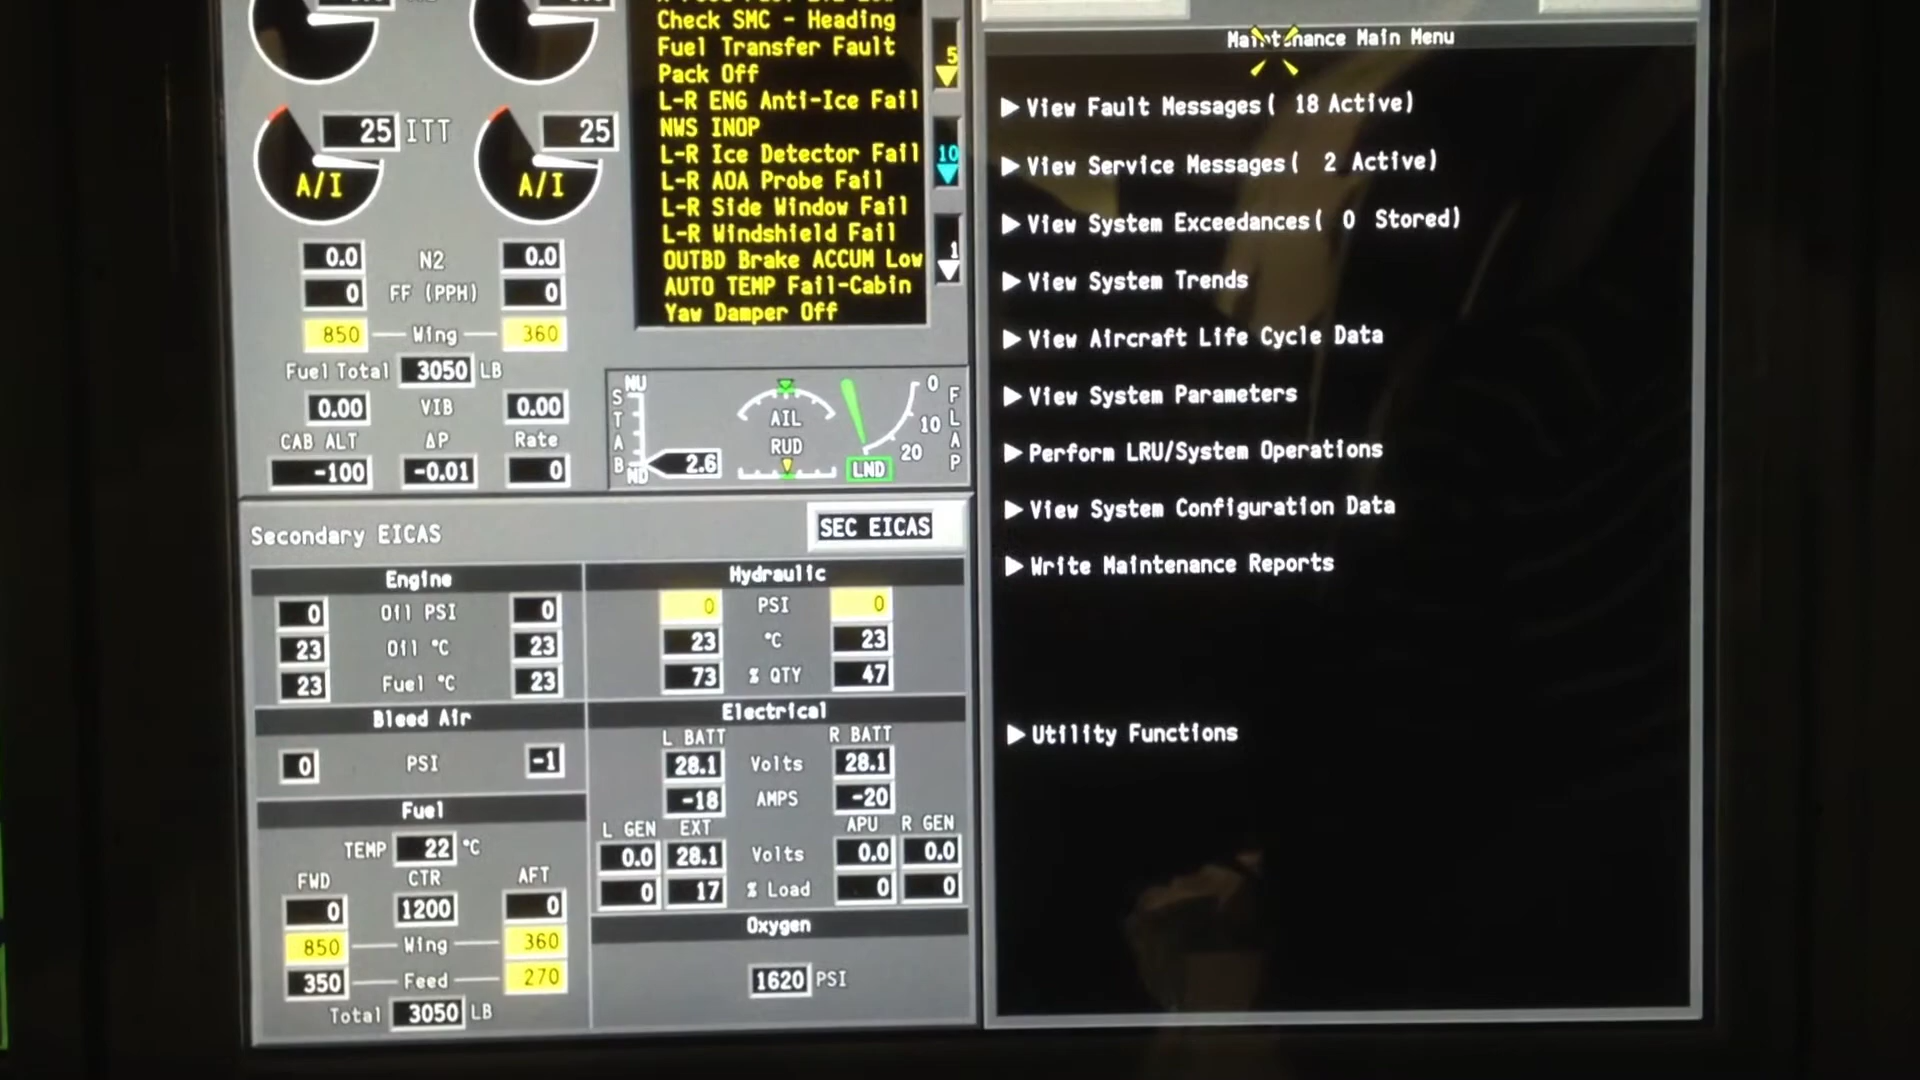 Check SMC - Heading
Fuel Transfer Fault
Pack Off
L-R ENG Anti-Ice Fail
NWS INOP
L-R Ice Detector Fail
L-R AOA Probe Fail
L-R Side Window Fail
L-R Windshield Fail
OUTBD Brake ACCUM Low
AUTO TEMP Fail-Cabin
Yaw Damper Off
5
10
1
25 ITT 25
A/I A/I
0.0 N2 0.0
0 FF (PPH) 0
850 Wing 360
Fuel Total 3050 LB
0.00 VIB 0.00
CAB ALT ΔP Rate
-100 -0.01 0
STAB
NU
ND
2.6
AIL
RUD
0
10
20
LND
FLAP
Secondary EICAS
SEC EICAS
Engine
0 Oil PSI 0
23 Oil °C 23
23 Fuel °C 23
Bleed Air
0 PSI -1
Fuel
TEMP 22 °C
FWD CTR AFT
0 1200 0
850 Wing 360
350 Feed 270
Total 3050 LB
Hydraulic
0 PSI 0
23 °C 23
73 % QTY 47
Electrical
L BATT R BATT
28.1 Volts 28.1
-18 AMPS -20
L GEN EXT APU R GEN
0.0 28.1 Volts 0.0 0.0
0 17 % Load 0 0
Oxygen
1620 PSI
Maintenance Main Menu
View Fault Messages( 18 Active)
View Service Messages( 2 Active)
View System Exceedances( 0 Stored)
View System Trends
View Aircraft Life Cycle Data
View System Parameters
Perform LRU/System Operations
View System Configuration Data
Write Maintenance Reports
Utility Functions